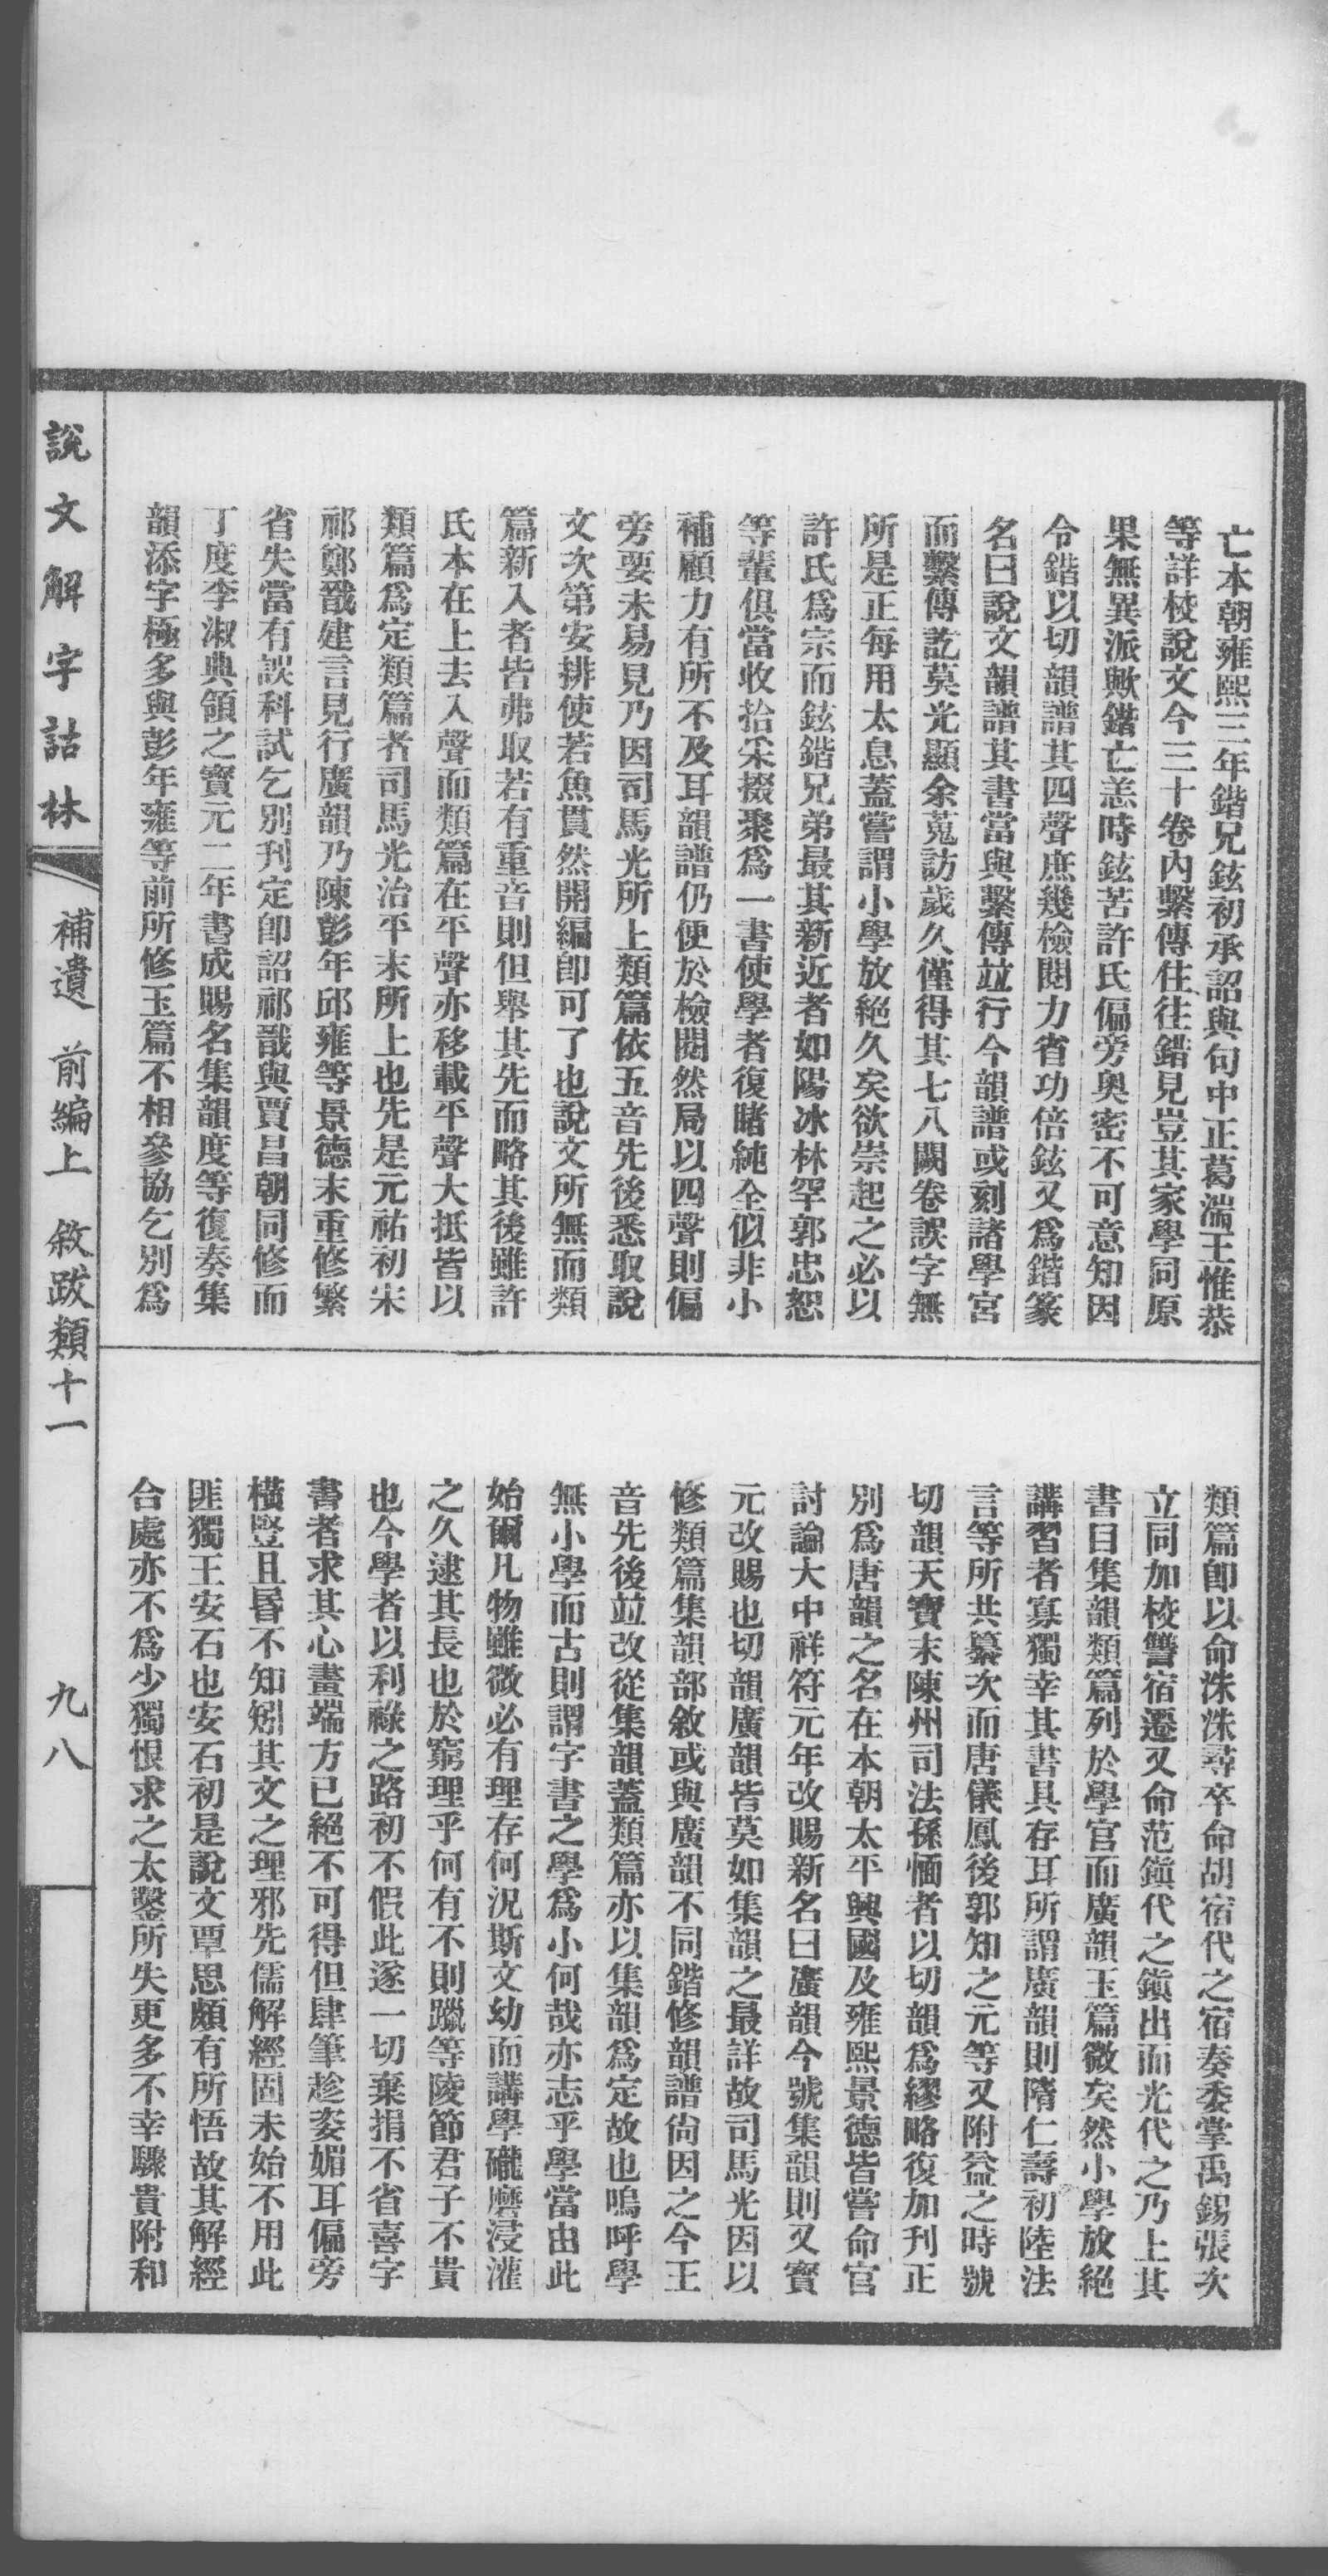 亡本朝雍熙三年鍇兄鉉初承詔與句中正葛湍王惟恭
等詳校說文今三十卷內繫傳往往錯見豈其家學同原
果無異派歟鍇亡恙時鉉苦許氏偏旁奧密不可意知因
令鍇以切韻譜其四聲庶幾檢閱力省功倍鉉又為鍇篆
名曰說文韻譜其書當與繫傳竝行今韻譜或刻諸學宮
而繫傳訖莫光顯余蒐訪歲久僅得其七八闕卷誤字無
所是正每用太息蓋嘗謂小學放絕久矣欲崇起之必以
許氏為宗而鉉鍇兄弟最其新近者如陽冰林罕郭忠恕
等輩俱當收拾采掇聚為一書使學者復睹純全似非小
補顧力有所不及耳韻譜仍便於檢閱然局以四聲則偏
旁要未易見乃因司馬光所上類篇依五音先後悉取說
文次第安排使若魚貫然開編卽可了也說文所無而類
篇新入者皆弗取若有重音則但舉其先而略其後雖許
氏本在上去入聲而類篇在平聲亦移載平聲大抵皆以
類篇為定類篇者司馬光治平末所上也先是元祐初宋
祁鄭戩建言見行廣韻乃陳彭年邱雍等景德末重修繁
省失當有誤科試乞別刊定卽詔祁戩與賈昌朝同修而
丁度李淑典領之寶元二年書成賜名集韻度等復奏集
韻添字極多與彭年雍等前所修玉篇不相參協乞別為
類篇卽以命洙洙尋卒命胡宿代之宿奏委掌禹錫張次
立同加校讐宿遷又命范鎭代之鎭出而光代之乃上其
書目集韻類篇列於學官而廣韻玉篇微矣然小學放絕
講習者寡獨幸其書具存耳所謂廣韻則隋仁壽初陸法
言等所共纂次而唐儀鳳後郭知之元等又附益之時號
切韻天寶末陳州司法孫愐者以切韻為繆略復加刊正
別為唐韻之名在本朝太平興國及雍熙景德皆嘗命官
討論大中祥符元年改賜新名曰廣韻今號集韻則又寶
元改賜也切韻廣韻皆莫如集韻之最詳故司馬光因以
修類篇集韻部敘或與廣韻不同鍇修韻譜尙因之今王
音先後竝改從集韻蓋類篇亦以集韻為定故也嗚呼學
無小學而古則謂字書之學為小何哉亦志乎學當由此
始爾凡物雖微必有理存何況斯文幼而講學礲磨浸灌
之久逮其長也於窮理乎何有不則躐等陵節君子不貴
也今學者以利祿之路初不假此遂一切棄捐不省喜字
書者求其心畫端方已絕不可得但肆筆趁姿媚耳偏旁
橫豎且昬不知矧其文之理邪先儒解經固未始不用此
匪獨王安石也安石初是說文覃思頗有所悟故其解經
合處亦不為少獨恨求之太鑿所失更多不幸驟貴附和
說文解字詁林
補遺 前編上 敘跋類十一
九八